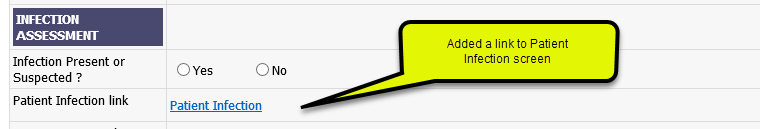 INFECTION
ASSESSMENT
Added a link to Patient
Infection screen
Infection Present or
Suspected ?
Yes
No
Patient Infection link
Patient Infection